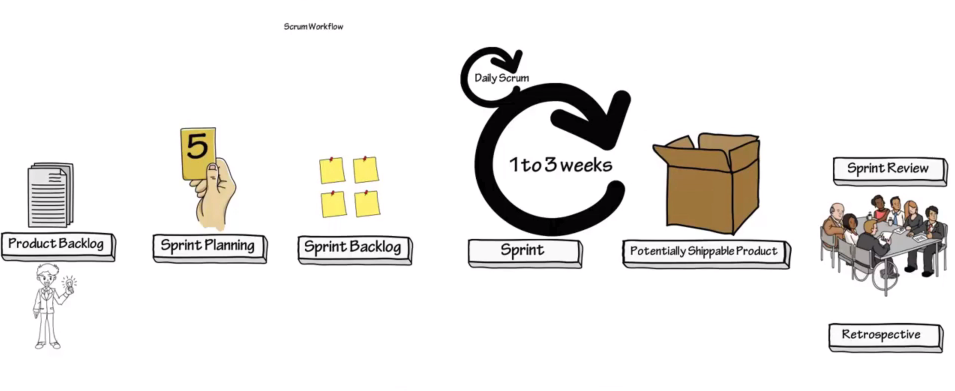 Scrum Workflow
Daily Scrum
5
1 to 3 weeks
Sprint Review
Product Backlog
Sprint Planning
Sprint Backlog
Sprint
Potentially Shippable Product
Retrospective